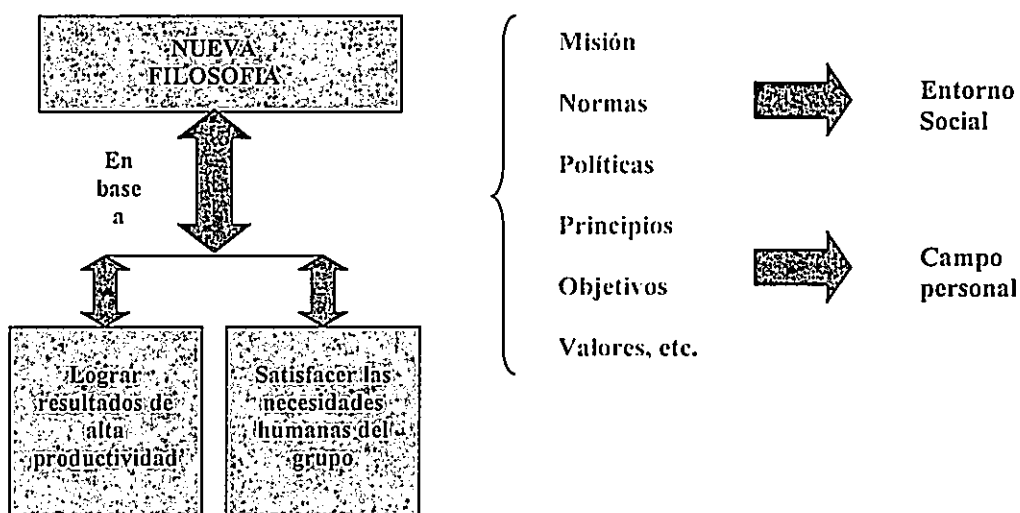 NUEVA
FILOSOFIA
En
base
a
Lograr
resultados de
alta
productividad
Satisfacer las
necesidades
humanas del
grupo
Misión
Normas
Políticas
Principios
Objetivos
Valores, etc.
Entorno
Social
Campo
personal